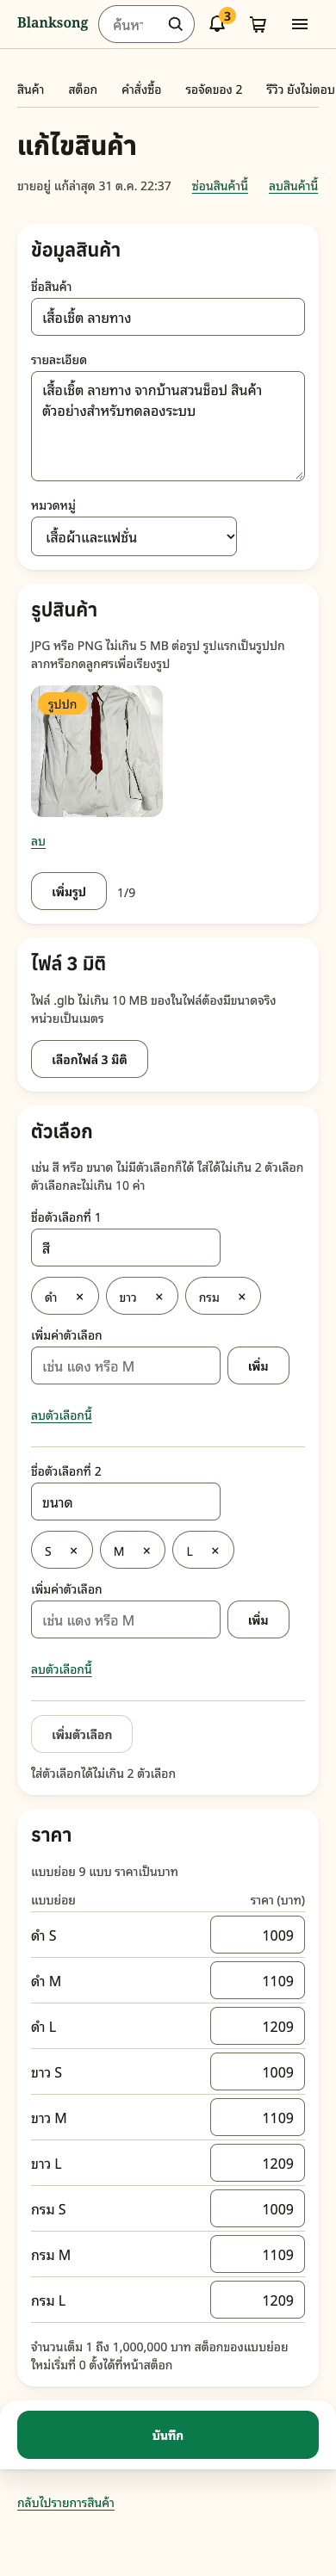 Blanksong
ค้นหา
3
สินค้า สต็อก คำสั่งซื้อ รอจัดของ 2 รีวิว ยังไม่ตอบ
แก้ไขสินค้า
ขายอยู่ แก้ล่าสุด 31 ต.ค. 22:37 ซ่อนสินค้านี้ ลบสินค้านี้
ข้อมูลสินค้า
ชื่อสินค้า
เสื้อเชิ้ต ลายทาง
รายละเอียด
เสื้อเชิ้ต ลายทาง จากบ้านสวนช็อป สินค้า
ตัวอย่างสำหรับทดลองระบบ
หมวดหมู่
เสื้อผ้าและแฟชั่น
รูปสินค้า
JPG หรือ PNG ไม่เกิน 5 MB ต่อรูป รูปแรกเป็นรูปปก
ลากหรือกดลูกศรเพื่อเรียงรูป
รูปปก
ลบ
เพิ่มรูป 1/9
ไฟล์ 3 มิติ
ไฟล์ .glb ไม่เกิน 10 MB ของในไฟล์ต้องมีขนาดจริง
หน่วยเป็นเมตร
เลือกไฟล์ 3 มิติ
ตัวเลือก
เช่น สี หรือ ขนาด ไม่มีตัวเลือกก็ได้ ใส่ได้ไม่เกิน 2 ตัวเลือก
ตัวเลือกละไม่เกิน 10 ค่า
ชื่อตัวเลือกที่ 1
สี
ดำ × ขาว × กรม ×
เพิ่มค่าตัวเลือก
เช่น แดง หรือ M เพิ่ม
ลบตัวเลือกนี้
ชื่อตัวเลือกที่ 2
ขนาด
S × M × L ×
เพิ่มค่าตัวเลือก
เช่น แดง หรือ M เพิ่ม
ลบตัวเลือกนี้
เพิ่มตัวเลือก
ใส่ตัวเลือกได้ไม่เกิน 2 ตัวเลือก
ราคา
แบบย่อย 9 แบบ ราคาเป็นบาท
แบบย่อย ราคา (บาท)
ดำ S 1009
ดำ M 1109
ดำ L 1209
ขาว S 1009
ขาว M 1109
ขาว L 1209
กรม S 1009
กรม M 1109
กรม L 1209
จำนวนเต็ม 1 ถึง 1,000,000 บาท สต็อกของแบบย่อย
ใหม่เริ่มที่ 0 ตั้งได้ที่หน้าสต็อก
บันทึก
กลับไปรายการสินค้า